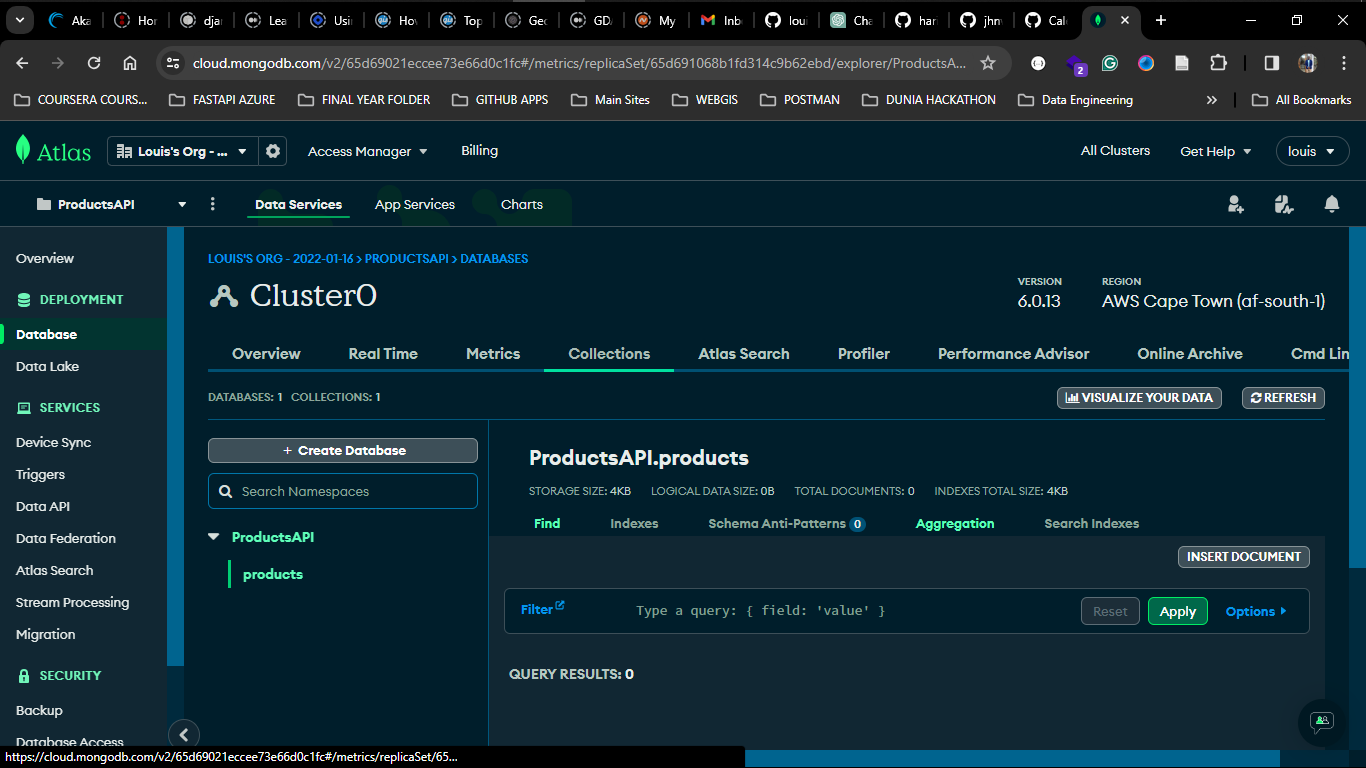 Aka
Hor
dja
Lea
Usi
Hov
Top
Geo
GDA
My
Inb
loui
Cha
har
jhn
Cale
cloud.mongodb.com/v2/65d69021eccee73e66d0c1fc#/metrics/replicaSet/65d691068b1fd314c9b62ebd/explorer/ProductsA...
2
COURSERA COURS...
FASTAPI AZURE
FINAL YEAR FOLDER
GITHUB APPS
Main Sites
WEBGIS
POSTMAN
DUNIA HACKATHON
Data Engineering
»
All Bookmarks
Atlas
Louis's Org - ...
Access Manager
Billing
All Clusters
Get Help
louis
ProductsAPI
Data Services
App Services
Charts
Overview
DEPLOYMENT
Database
Data Lake
SERVICES
Device Sync
Triggers
Data API
Data Federation
Atlas Search
Stream Processing
Migration
SECURITY
Backup
Database Access
LOUIS'S ORG - 2022-01-16 > PRODUCTSAPI > DATABASES
Cluster0
VERSION
6.0.13
REGION
AWS Cape Town (af-south-1)
Overview
Real Time
Metrics
Collections
Atlas Search
Profiler
Performance Advisor
Online Archive
Cmd Lin
DATABASES: 1 COLLECTIONS: 1
VISUALIZE YOUR DATA
REFRESH
+ Create Database
Search Namespaces
ProductsAPI
products
ProductsAPI.products
STORAGE SIZE: 4KB
LOGICAL DATA SIZE: 0B
TOTAL DOCUMENTS: 0
INDEXES TOTAL SIZE: 4KB
Find
Indexes
Schema Anti-Patterns 0
Aggregation
Search Indexes
INSERT DOCUMENT
Filter
Type a query: { field: 'value' }
Reset
Apply
Options
QUERY RESULTS: 0
https://cloud.mongodb.com/v2/65d69021eccee73e66d0c1fc#/metrics/replicaSet/65...